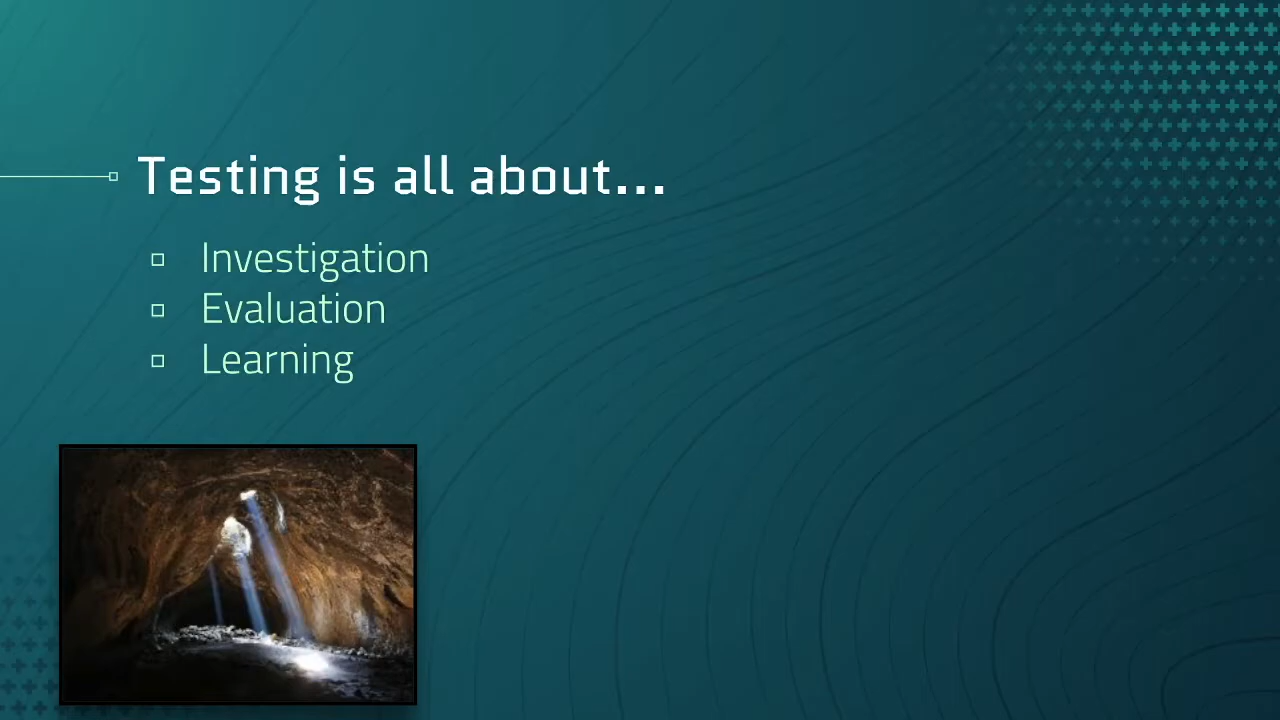 Testing is all about...
Investigation
Evaluation
Learning